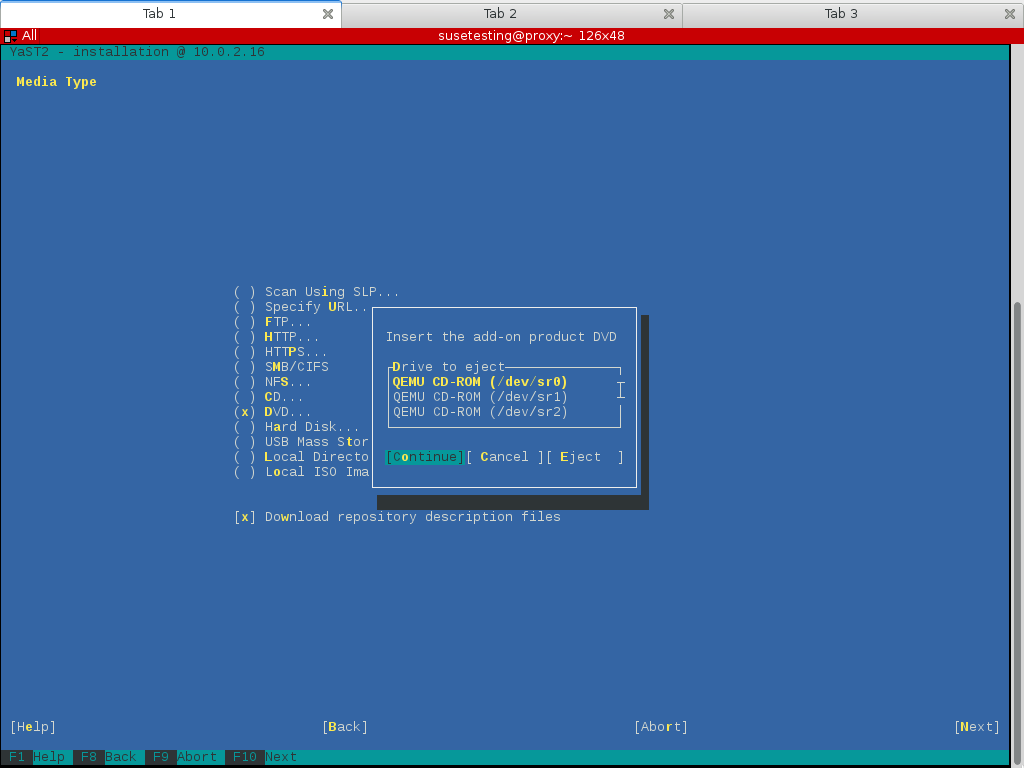 Tab 1 Tab 2 Tab 3
All susetesting@proxy:~ 126x48
YaST2 - installation @ 10.0.2.16
Media Type
( ) Scan Using SLP...
( ) Specify URL..
( ) FTP...
( ) HTTP...
( ) HTTPS...
( ) SMB/CIFS
( ) NFS...
( ) CD...
(x) DVD...
( ) Hard Disk...
( ) USB Mass Stor
( ) Local Directo
( ) Local ISO Ima
Insert the add-on product DVD
Drive to eject
QEMU CD-ROM (/dev/sr0)
QEMU CD-ROM (/dev/sr1)
QEMU CD-ROM (/dev/sr2)
[Continue][ Cancel ][ Eject ]
[x] Download repository description files
[Help] [Back] [Abort] [Next]
F1 Help F8 Back F9 Abort F10 Next